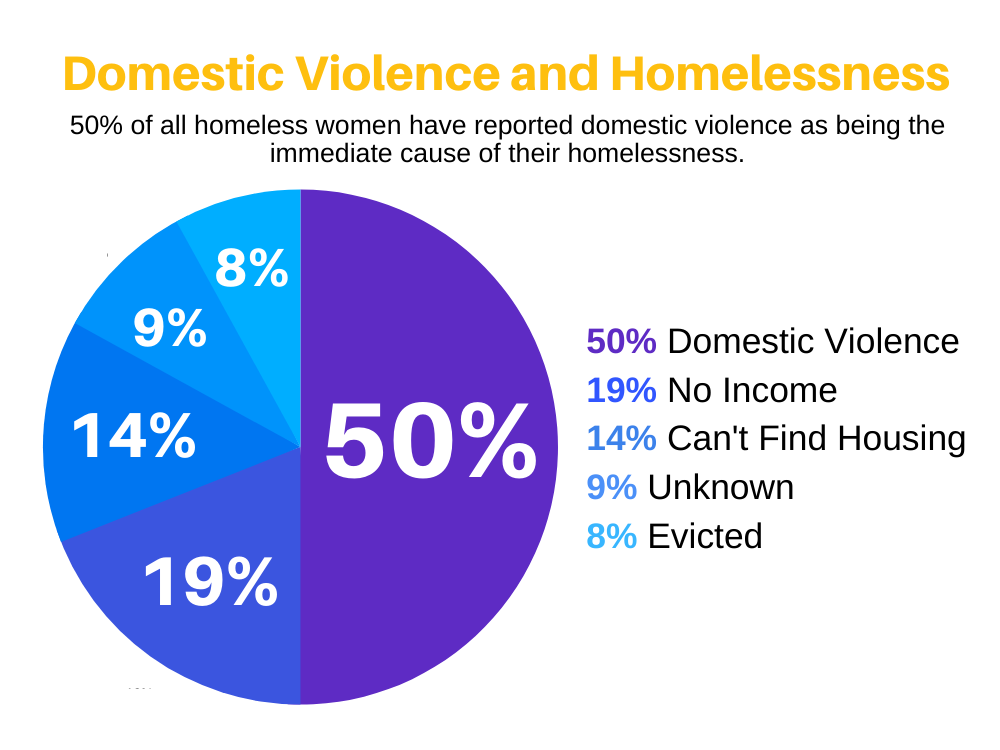 Domestic Violence and Homelessness
50% of all homeless women have reported domestic violence as being the
immediate cause of their homelessness.
8%
9%
14%
50%
19%
50% Domestic Violence
19% No Income
14% Can't Find Housing
9% Unknown
8% Evicted